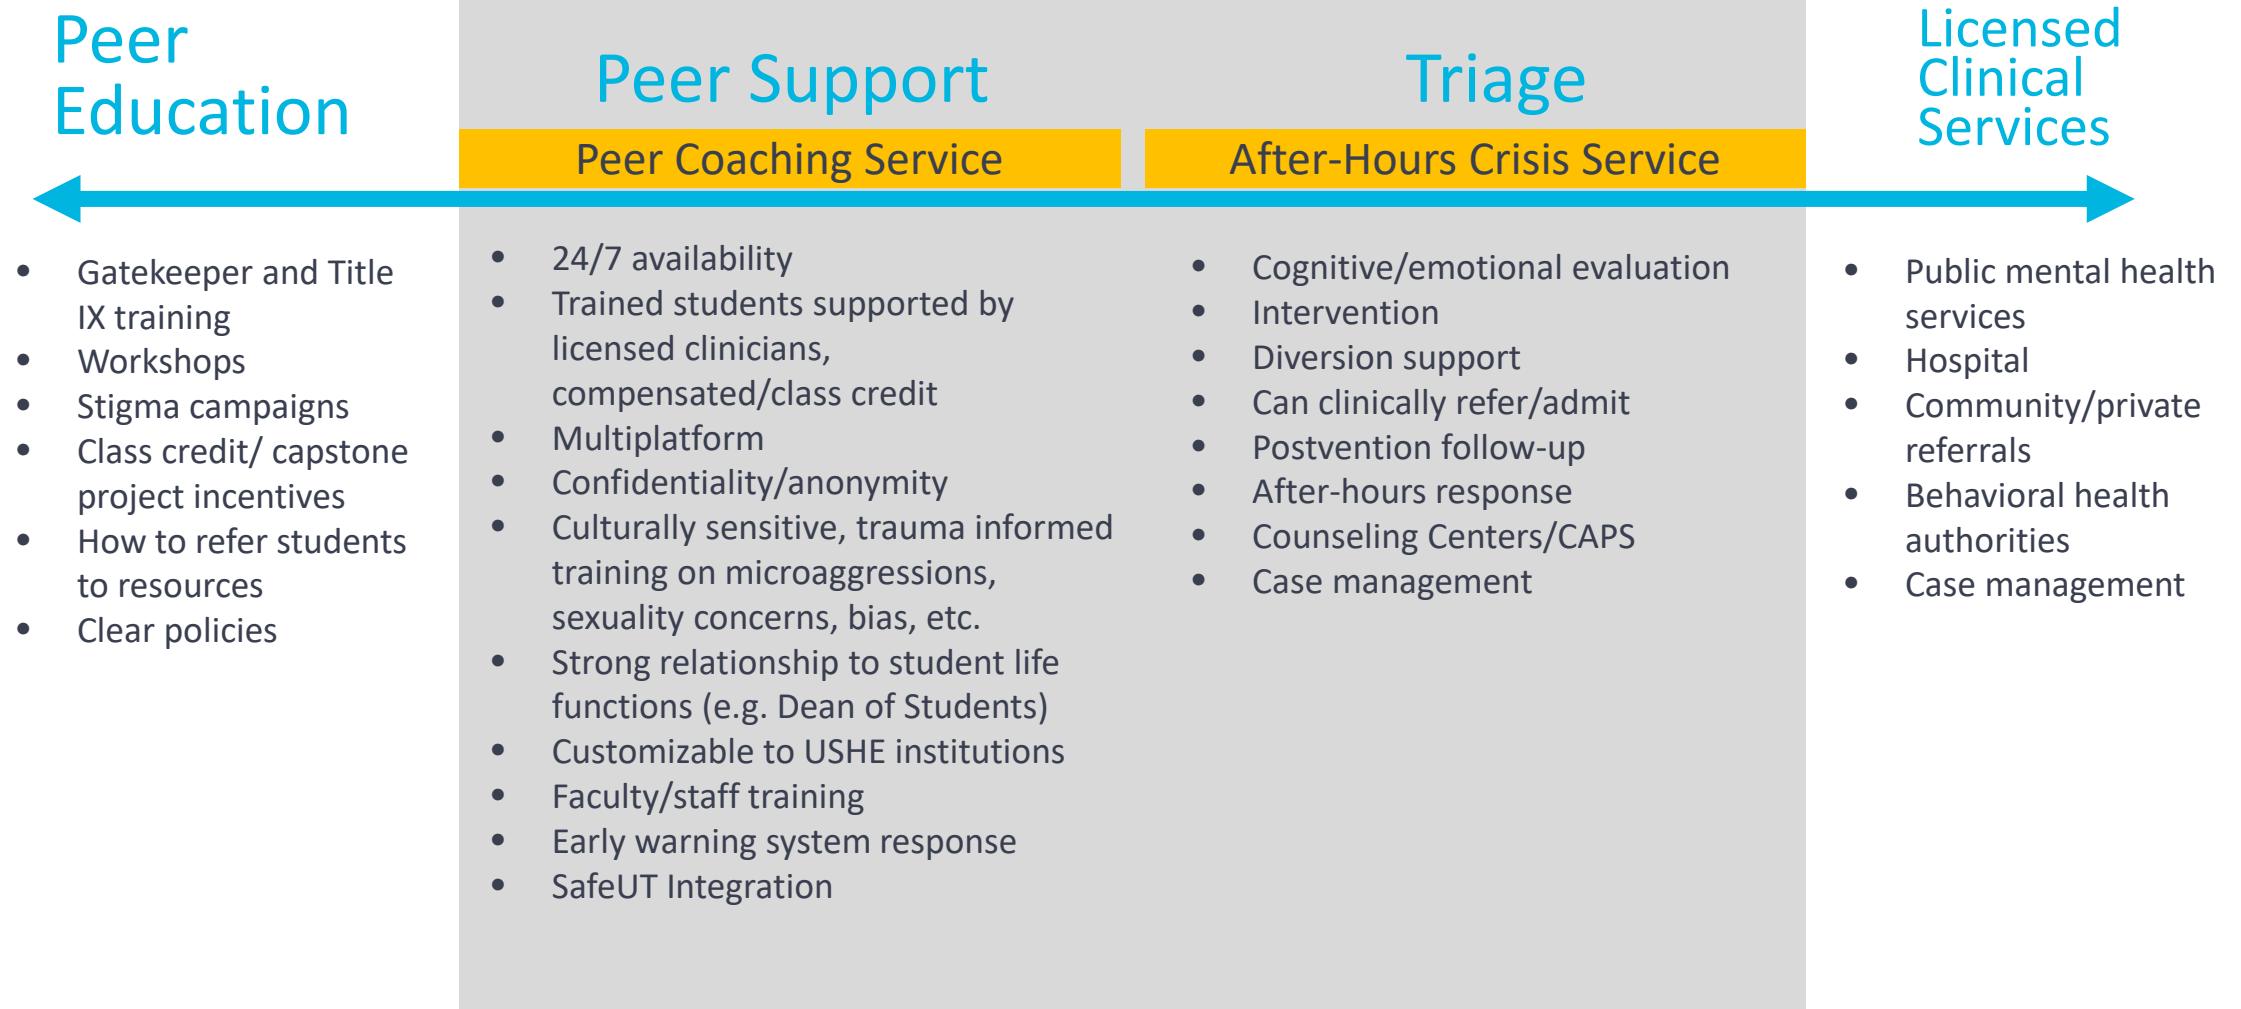 Peer
Education
Peer Support
Peer Coaching Service
Triage
After-Hours Crisis Service
Licensed
Clinical
Services
• Gatekeeper and Title
IX training
• Workshops
• Stigma campaigns
• Class credit/ capstone
project incentives
• How to refer students
to resources
• Clear policies
• 24/7 availability
• Trained students supported by
licensed clinicians,
compensated/class credit
• Multiplatform
• Confidentiality/anonymity
• Culturally sensitive, trauma informed
training on microaggressions,
sexuality concerns, bias, etc.
• Strong relationship to student life
functions (e.g. Dean of Students)
• Customizable to USHE institutions
• Faculty/staff training
• Early warning system response
• SafeUT Integration
• Cognitive/emotional evaluation
• Intervention
• Diversion support
• Can clinically refer/admit
• Postvention follow-up
• After-hours response
• Counseling Centers/CAPS
• Case management
• Public mental health
services
• Hospital
• Community/private
referrals
• Behavioral health
authorities
• Case management